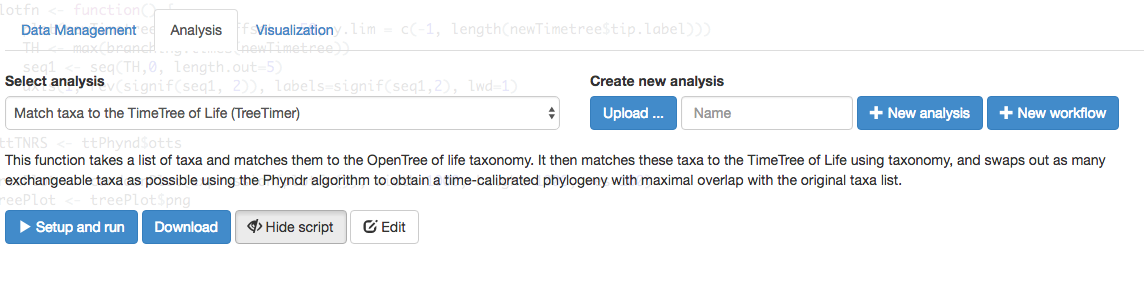 lotfn <- function() {
Data Management
Analysis
Visualization
y.lim = c(-1, length(newTimetree$tip.label)))
TH <- max(branching.times(newTimetree))
seq1 <- seq(TH,0, length.out=5)
Select analysis
Create new analysis
rev(signif(seq1, 2)), labels=signif(seq1,2), lwd=1)
Match taxa to the TimeTree of Life (TreeTimer)
Upload ...
Name
New analysis
New workflow
ttTNRS <- ttPhynd$otts
This function takes a list of taxa and matches them to the OpenTree of life taxonomy. It then matches these taxa to the TimeTree of Life using taxonomy, and swaps out as many
exchangeable taxa as possible using the Phyndr algorithm to obtain a time-calibrated phylogeny with maximal overlap with the original taxa list.
reePlot <- treePlot$png
Setup and run
Download
Hide script
Edit